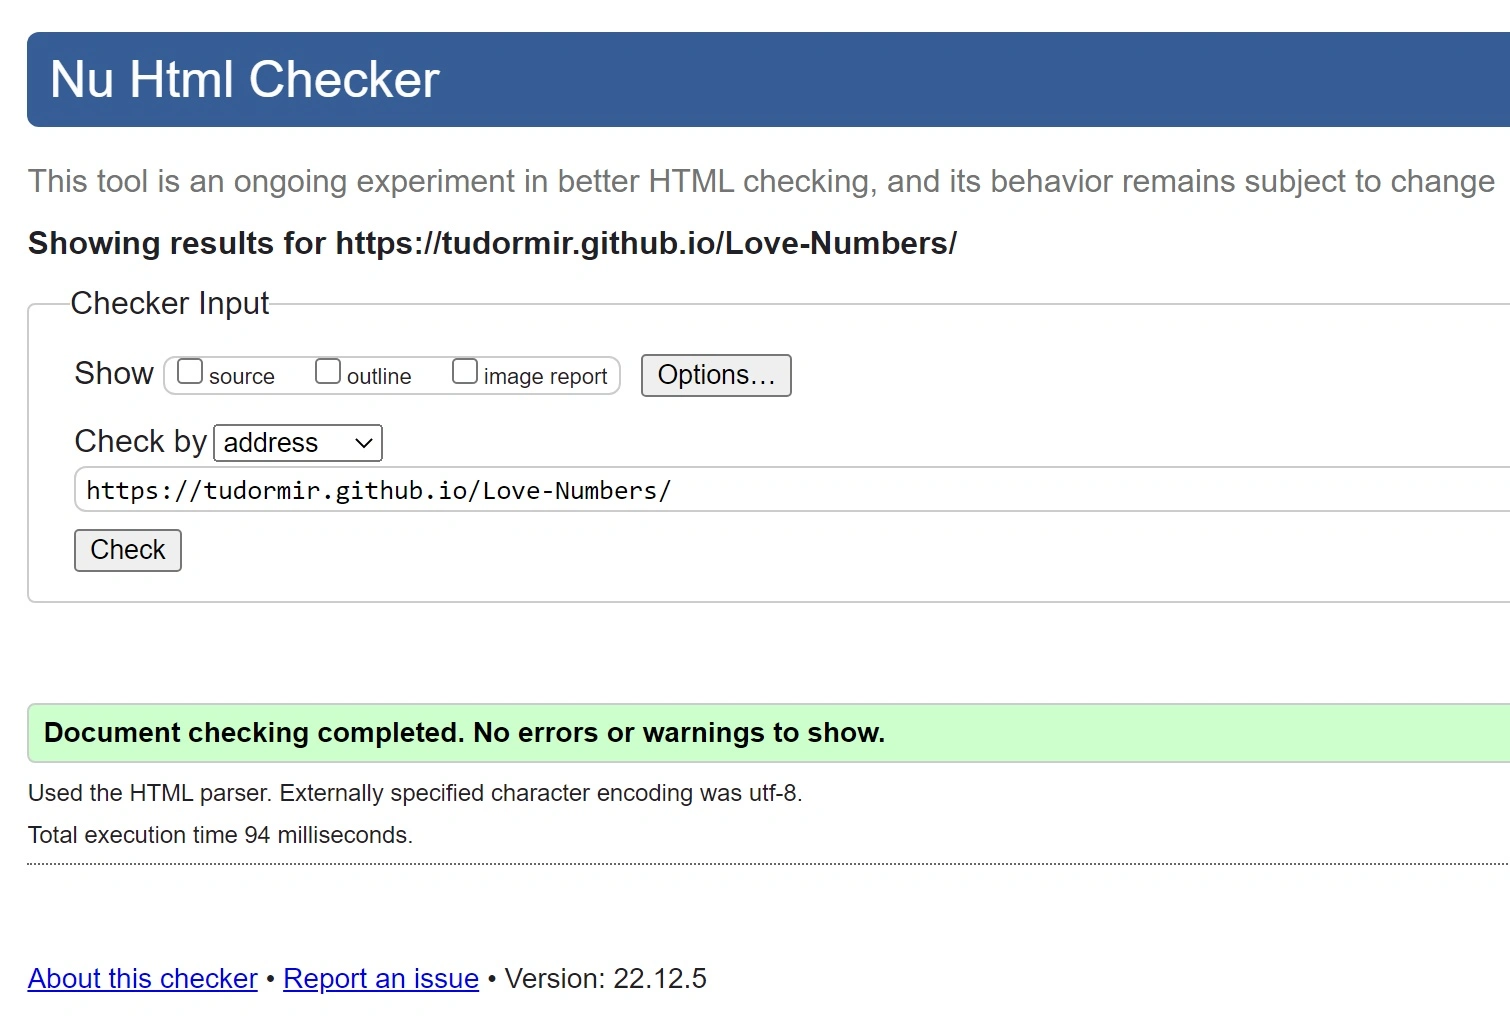 Nu Html Checker
This tool is an ongoing experiment in better HTML checking, and its behavior remains subject to change
Showing results for https://tudormir.github.io/Love-Numbers/
Checker Input
Show source outline image report Options...
Check by address
https://tudormir.github.io/Love-Numbers/
Check
Document checking completed. No errors or warnings to show.
Used the HTML parser. Externally specified character encoding was utf-8.
Total execution time 94 milliseconds.
About this checker • Report an issue • Version: 22.12.5